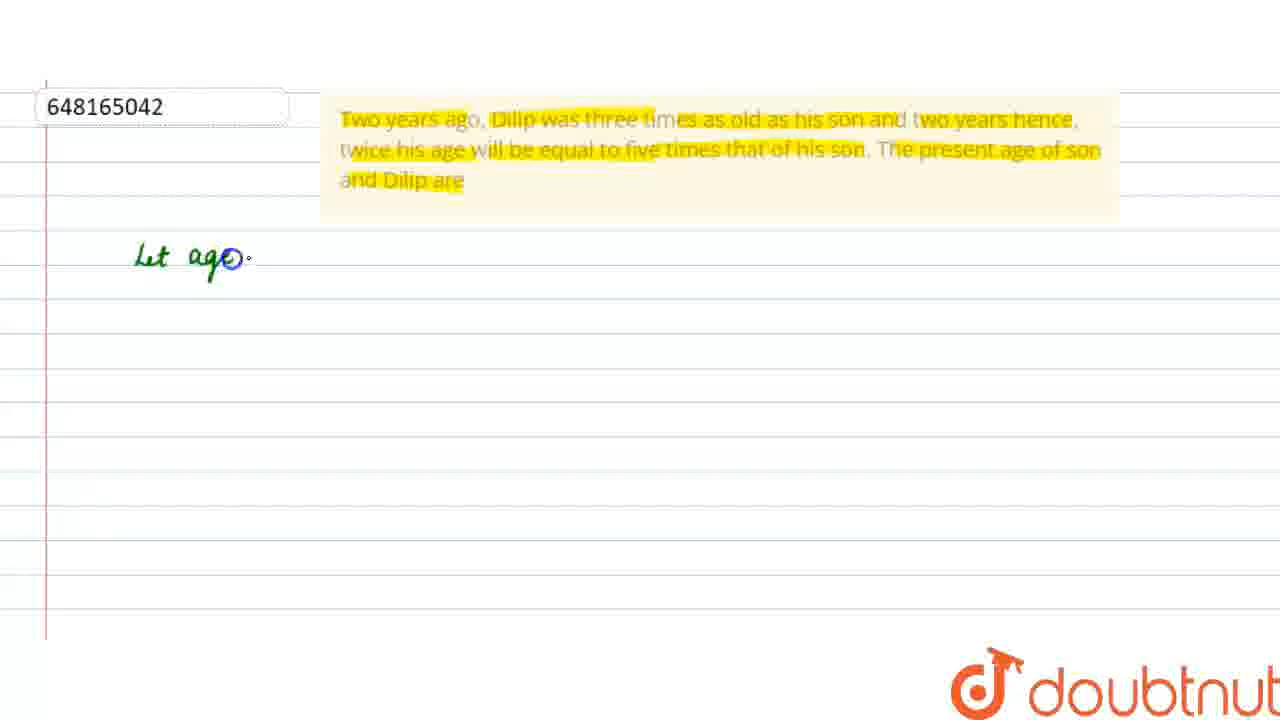 648165042
Two years ago, Dilip was three times as old as his son and two years hence,
twice his age will be equal to five times that of his son. The present age of son
and Dilip are
Let age
doubtnut